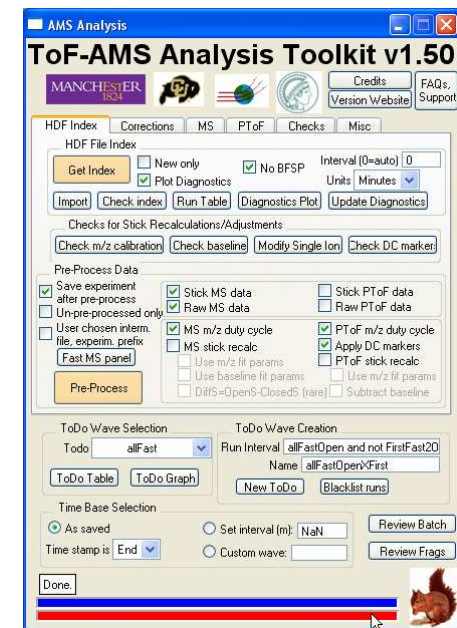 AMS Analysis
ToF-AMS Analysis Toolkit v1.50
MANCHESTER
1824
Credits
Version Website
FAQs,
Support
HDF Index Corrections MS PToF Checks Misc
HDF File Index
Get Index
New only
Plot Diagnostics
No BFSP
Interval (0=auto) 0
Units Minutes
Import Check index Run Table Diagnostics Plot Update Diagnostics
Checks for Stick Recalculations/Adjustments
Check m/z calibration Check baseline Modify Single Ion Check DC markers
Pre-Process Data
Save experiment
after pre-process
Un-pre-processed only
User chosen interm.
file, experim. prefix
Fast MS panel
Pre-Process
Stick MS data
Raw MS data
Stick PToF data
Raw PToF data
MS m/z duty cycle
MS stick recalc
Use m/z fit params
Use baseline fit params
DiffS=OpenS-ClosedS (rare)
PToF m/z duty cycle
Apply DC markers
PToF stick recalc
Use m/z fit params
Subtract baseline
ToDo Wave Selection
Todo allFast
ToDo Table ToDo Graph
ToDo Wave Creation
Run Interval allFastOpen and not FirstFast20
Name allFastOpenXFirst
New ToDo Blacklist runs
Time Base Selection
As saved
Time stamp is End
Set interval (m): NaN
Custom wave:
Review Batch
Review Frags
Done.